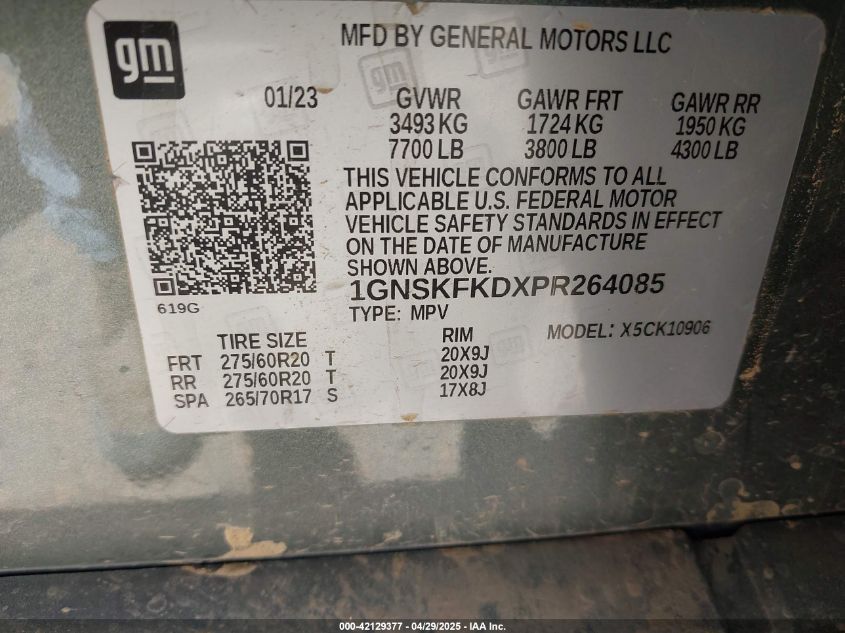 gm
MFD BY GENERAL MOTORS LLC
01/23 GVWR GAWR FRT GAWR RR
3493 KG 1724 KG 1950 KG
7700 LB 3800 LB 4300 LB
THIS VEHICLE CONFORMS TO ALL
APPLICABLE U.S. FEDERAL MOTOR
VEHICLE SAFETY STANDARDS IN EFFECT
ON THE DATE OF MANUFACTURE
SHOWN ABOVE.
1GNSKFKDXPR264085
619G TYPE: MPV MODEL: X5CK10906
TIRE SIZE RIM
FRT 275/60R20 T 20X9J
RR 275/60R20 T 20X9J
SPA 265/70R17 S 17X8J
000-42129377 - 04/29/2025 - IAA Inc.